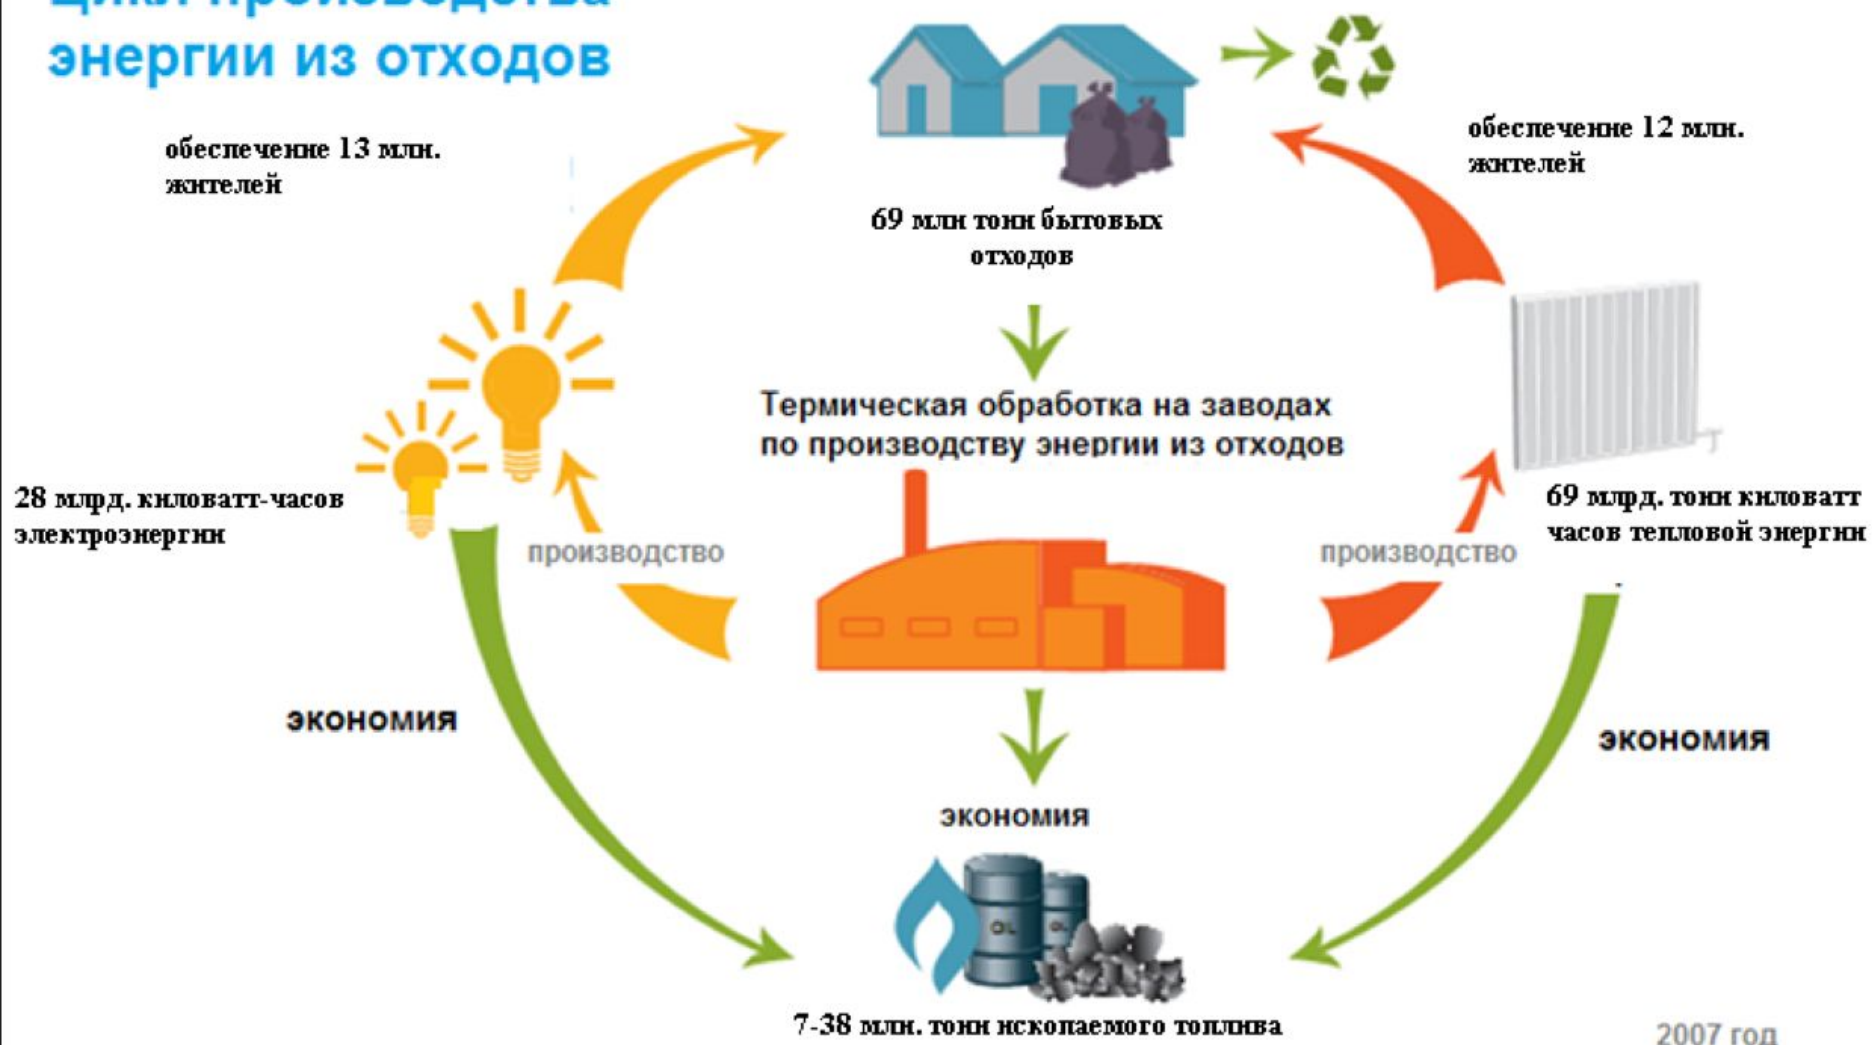 Цикл производства
энергии из отходов
обеспечение 13 млн.
жителей
обеспечение 12 млн.
жителей
69 млн тонн бытовых
отходов
Термическая обработка на заводах
по производству энергии из отходов
28 млрд. киловатт-часов
электроэнергии
69 млрд. тонн киловатт
часов тепловой энергии
производство
производство
экономия
экономия
экономия
OIL
OIL
7-38 млн. тонн ископаемого топлива
2007 год